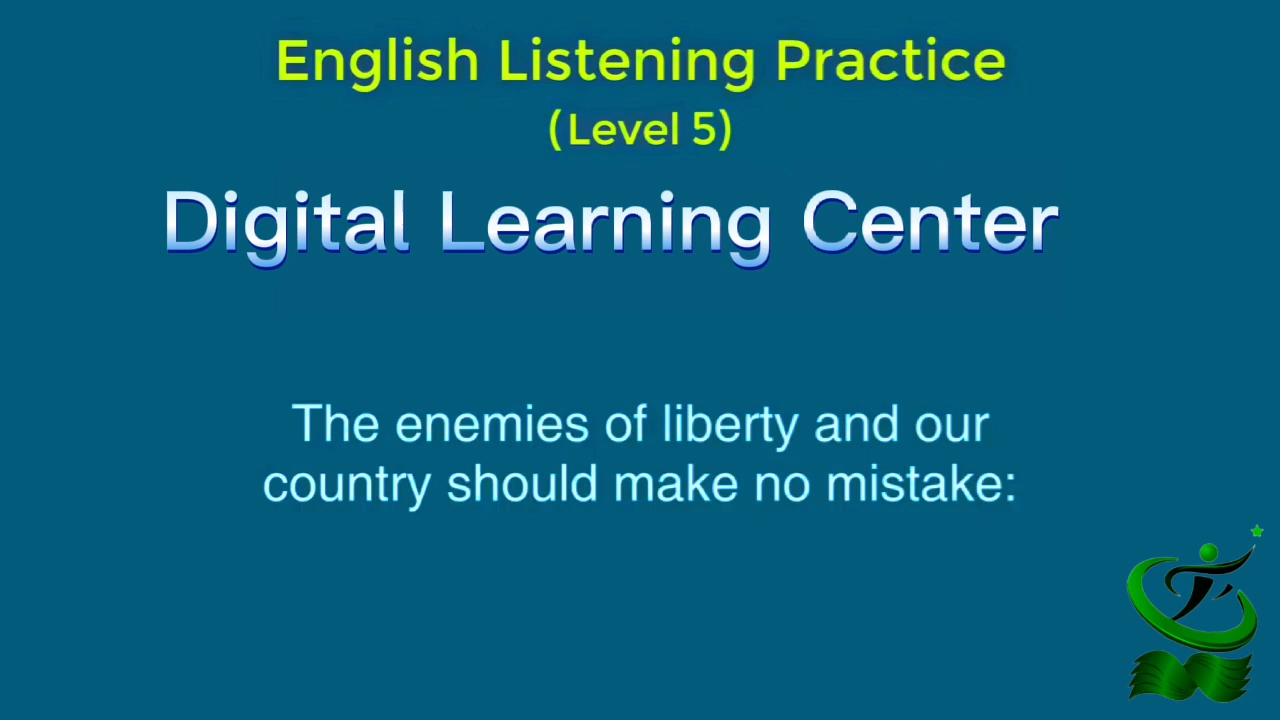 English Listening Practice
(Level 5)
Digital Learning Center
The enemies of liberty and our
country should make no mistake: